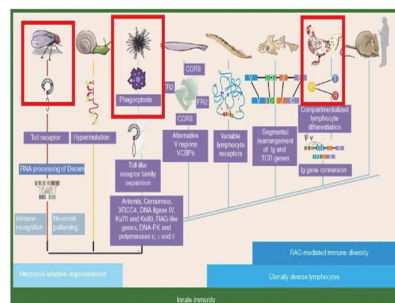 Phagocytosis
CDR3
FR2
FR2
CDR3
Compartmentalized
lymphocyte
differentiation
Toll receptor
Hypermutation
Alternative
V regions
VCBPs
Variable
lymphocyte
receptors
Segmental
rearrangement
of Ig and
TCR genes
V D J C
Ig gene conversion
RNA processing of Dscam
Toll-like
receptor family
expansion
Immune
recognition
Neuronal
patterning
Artemis, Cernunnos,
XRCC4, DNA ligase IV,
Ku70 and Ku80, RAG-like
genes, DNA-PK and
polymerases
RAG-mediated immune diversity
Alternative adaptive responsiveness
Clonally diverse lymphocytes
Innate immunity